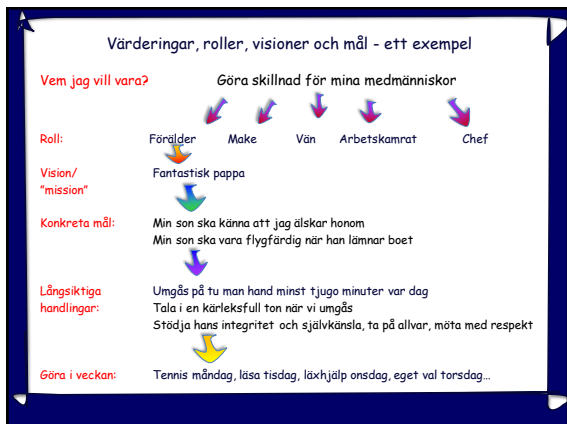 Värderingar, roller, visioner och mål - ett exempel
Vem jag vill vara? Göra skillnad för mina medmänniskor
Roll: Förälder Make Vän Arbetskamrat Chef
Vision/ Fantastisk pappa
"mission"
Konkreta mål: Min son ska känna att jag älskar honom
Min son ska vara flygfärdig när han lämnar boet
Långsiktiga Umgås på tu man hand minst tjugo minuter var dag
handlingar: Tala i en kärleksfull ton när vi umgås
Stödja hans integritet och självkänsla, ta på allvar, möta med respekt
Göra i veckan: Tennis måndag, läsa tisdag, läxhjälp onsdag, eget val torsdag…